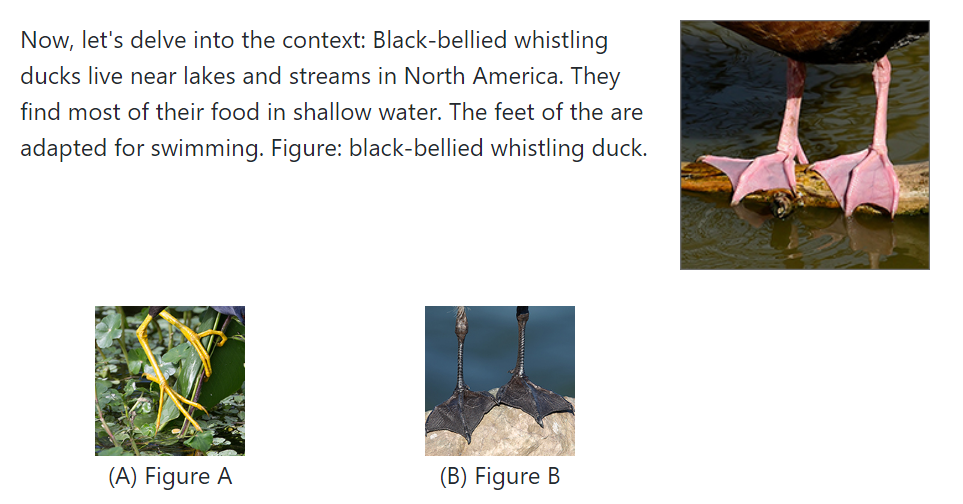 Now, let's delve into the context: Black-bellied whistling
ducks live near lakes and streams in North America. They
find most of their food in shallow water. The feet of the are
adapted for swimming. Figure: black-bellied whistling duck.
(A) Figure A
(B) Figure B